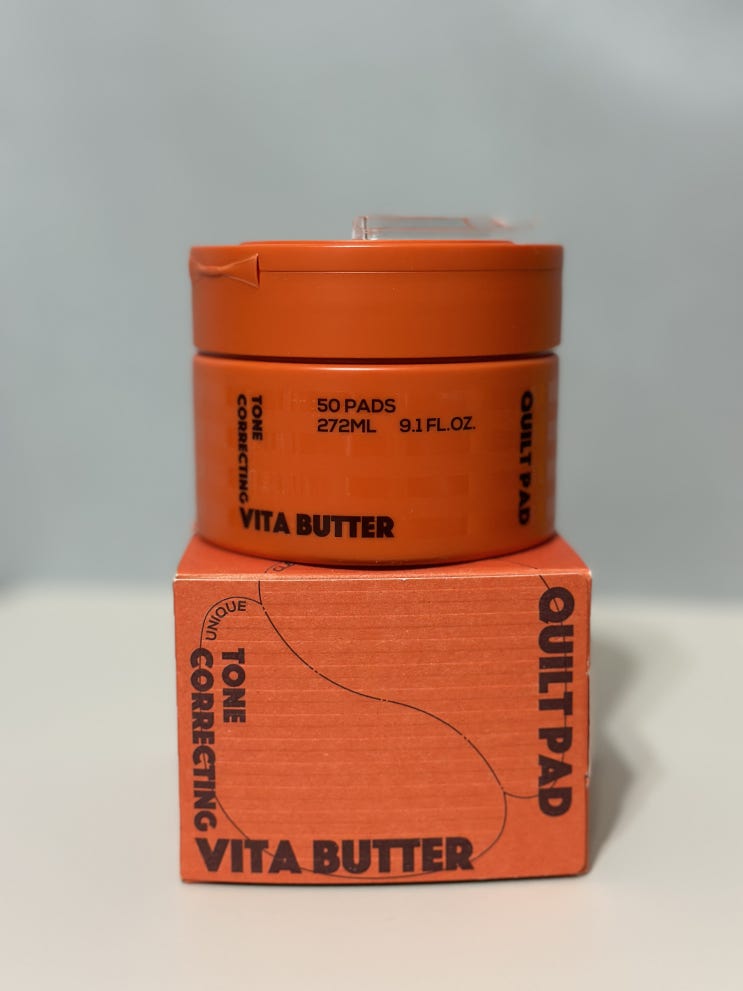 TONE
CORRECTING
VITA BUTTER
50 PADS
272ML 9.1 FL.OZ.
QUILT PAD
UNIQUE
TONE
CORRECTING
VITA BUTTER
QUILT PAD